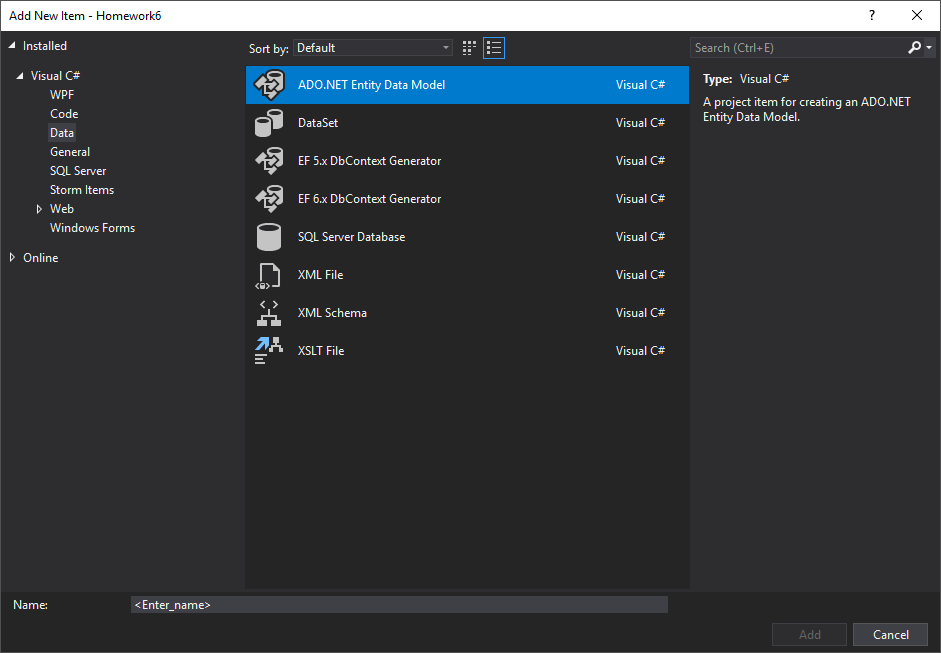 Add New Item - Homework6
?
Installed
Visual C#
WPF
Code
Data
General
SQL Server
Storm Items
Web
Windows Forms
Online
Sort by: Default
ADO.NET Entity Data Model Visual C#
DataSet Visual C#
EF 5.x DbContext Generator Visual C#
EF 6.x DbContext Generator Visual C#
SQL Server Database Visual C#
XML File Visual C#
XML Schema Visual C#
XSLT File Visual C#
Search (Ctrl+E)
Type: Visual C#
A project item for creating an ADO.NET
Entity Data Model.
Name: <Enter_name>
Add Cancel